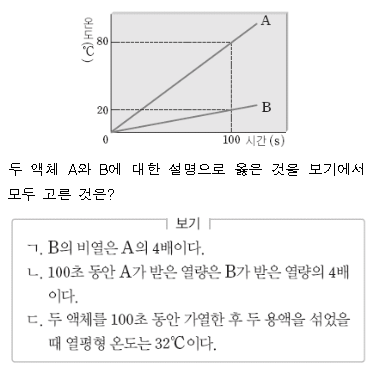 온도(℃)
A
80
B
20
0
100 시간(s)
두 액체 A와 B에 대한 설명으로 옳은 것을 보기에서
모두 고른 것은?
보기
ㄱ. B의 비열은 A의 4배이다.
ㄴ. 100초 동안 A가 받은 열량은 B가 받은 열량의 4배
이다.
ㄷ. 두 액체를 100초 동안 가열한 후 두 용액을 섞었을
때 열평형 온도는 32℃이다.